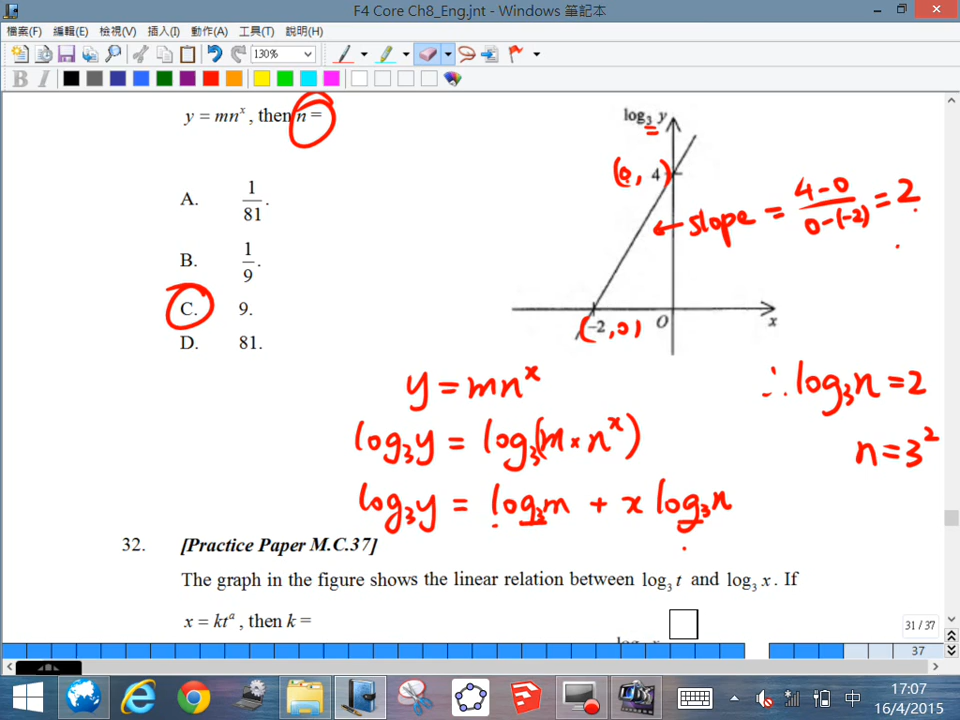 F4 Core Ch8_Eng.jnt - Windows 筆記本
檔案(F) 編輯(E) 檢視(V) 插入(I) 動作(A) 工具(T) 說明(H)
130%
B I
y = mnˣ, then n =
A. 1/81.
B. 1/9.
C. 9.
D. 81.
log₃ y
(0, 4)
slope = (4-0)/(0-(-2)) = 2
(-2, 0) O x
y = mnˣ
log₃y = log₃(m × nˣ)
log₃y = log₃m + x log₃n
∴ log₃n = 2
n = 3²
32. [Practice Paper M.C.37]
The graph in the figure shows the linear relation between log₃ t and log₃ x. If
x = ktᵃ, then k =
31 / 37
37
中
17:07
16/4/2015